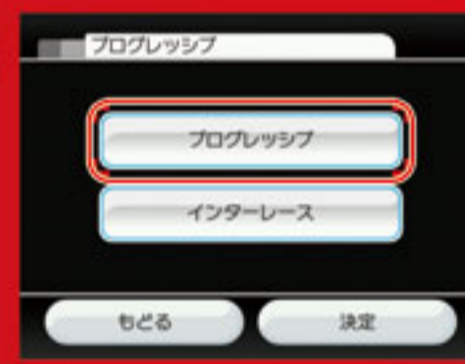 プログレッシブ
プログレッシブ
インターレース
もどる
決定